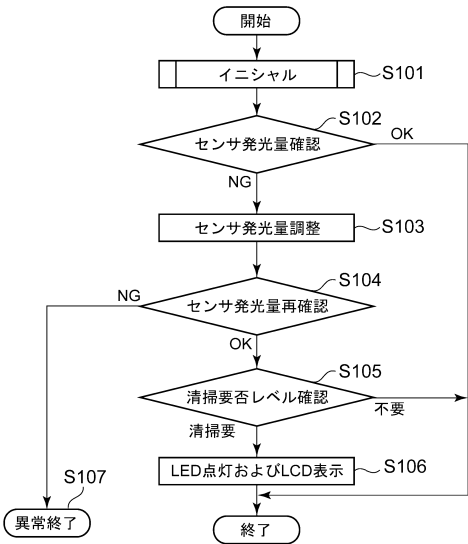 開始
イニシャル
S101
S102
センサ発光量確認
OK
NG
センサ発光量調整
S103
S104
NG
センサ発光量再確認
OK
S105
清掃要否レベル確認
不要
清掃要
LED点灯およびLCD表示
S106
S107
異常終了
終了